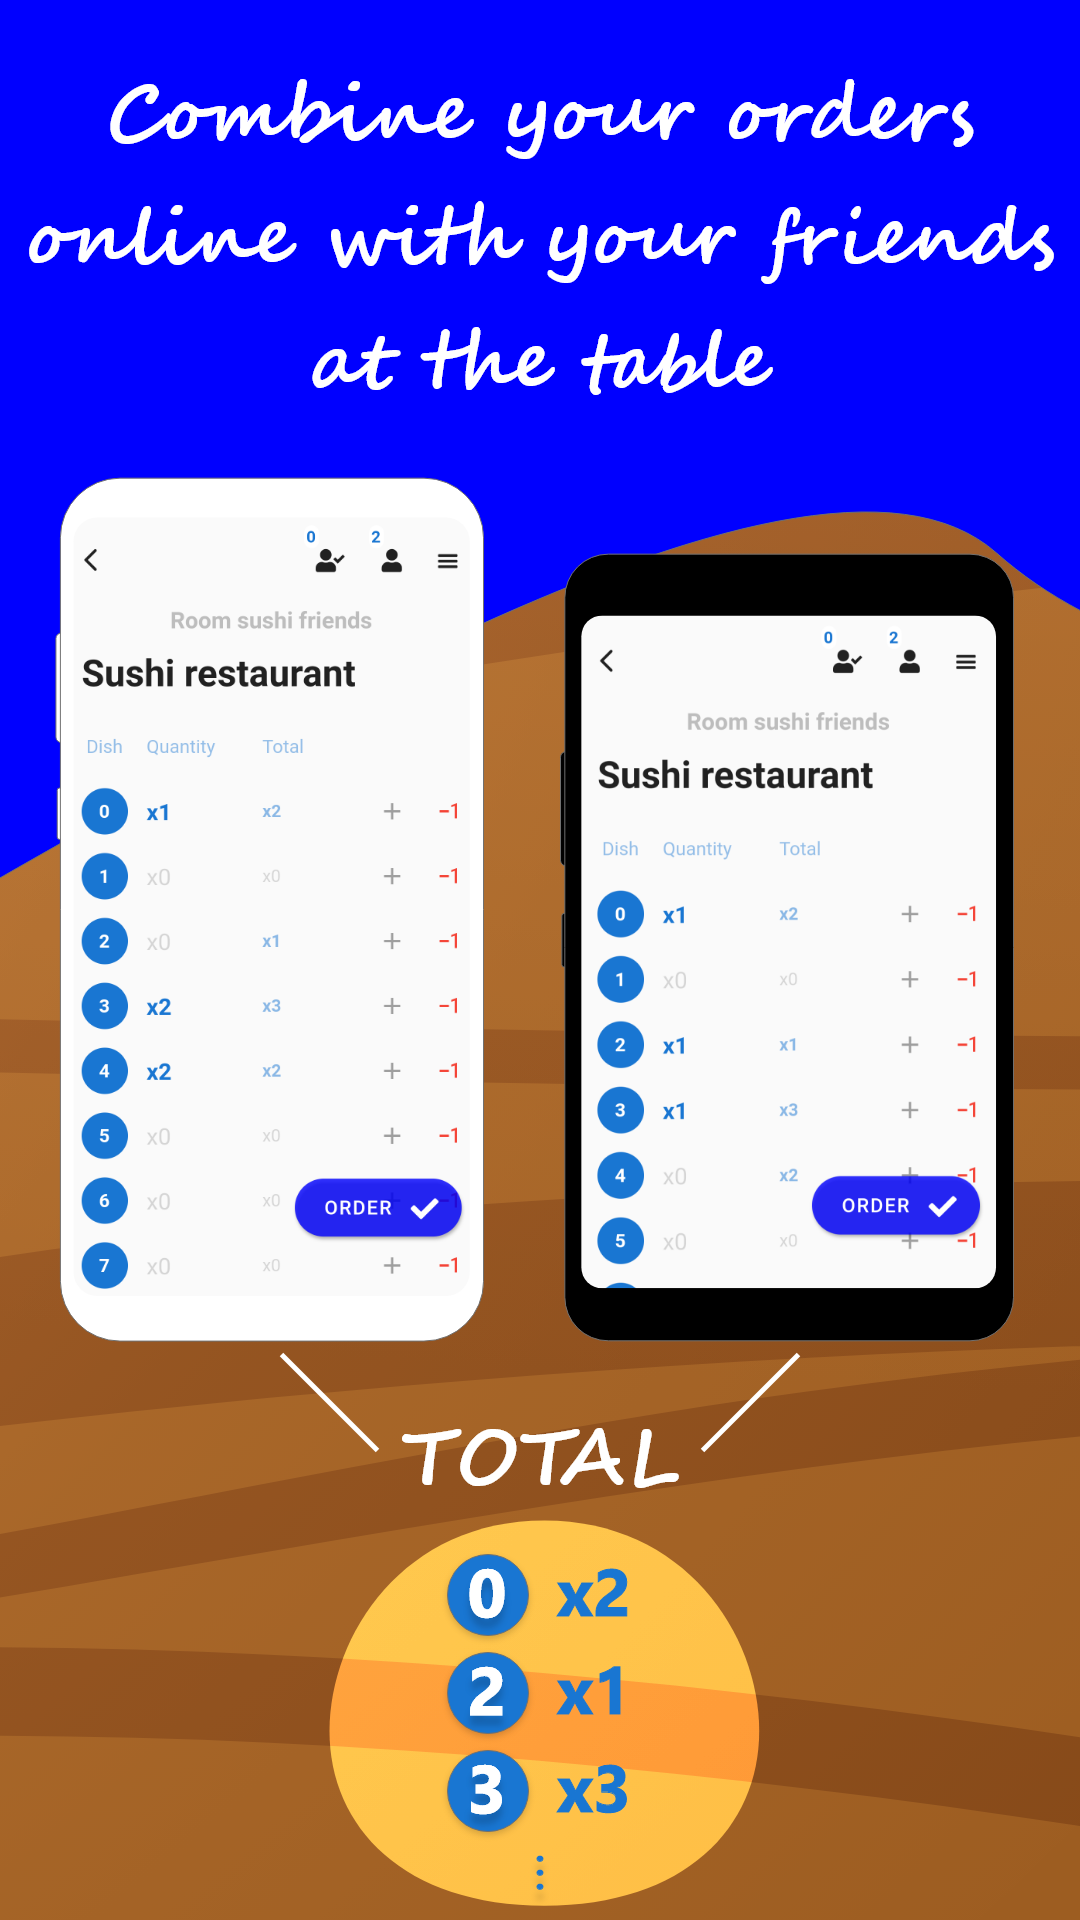 Combine your orders
online with your friends
at the table
0 2
Room sushi friends
Sushi restaurant
Dish Quantity Total
0 x1 x2 + −1
1 x0 x0 + −1
2 x0 x1 + −1
3 x2 x3 + −1
4 x2 x2 + −1
5 x0 x0 + −1
6 x0 x0
ORDER
7 x0 x0 + −1
0 2
Room sushi friends
Sushi restaurant
Dish Quantity Total
0 x1 x2 + −1
1 x0 x0 + −1
2 x1 x1 + −1
3 x1 x3 + −1
4 x0 x2 + −1
ORDER
5 x0 x0 + −1
TOTAL
0 x2
2 x1
3 x3